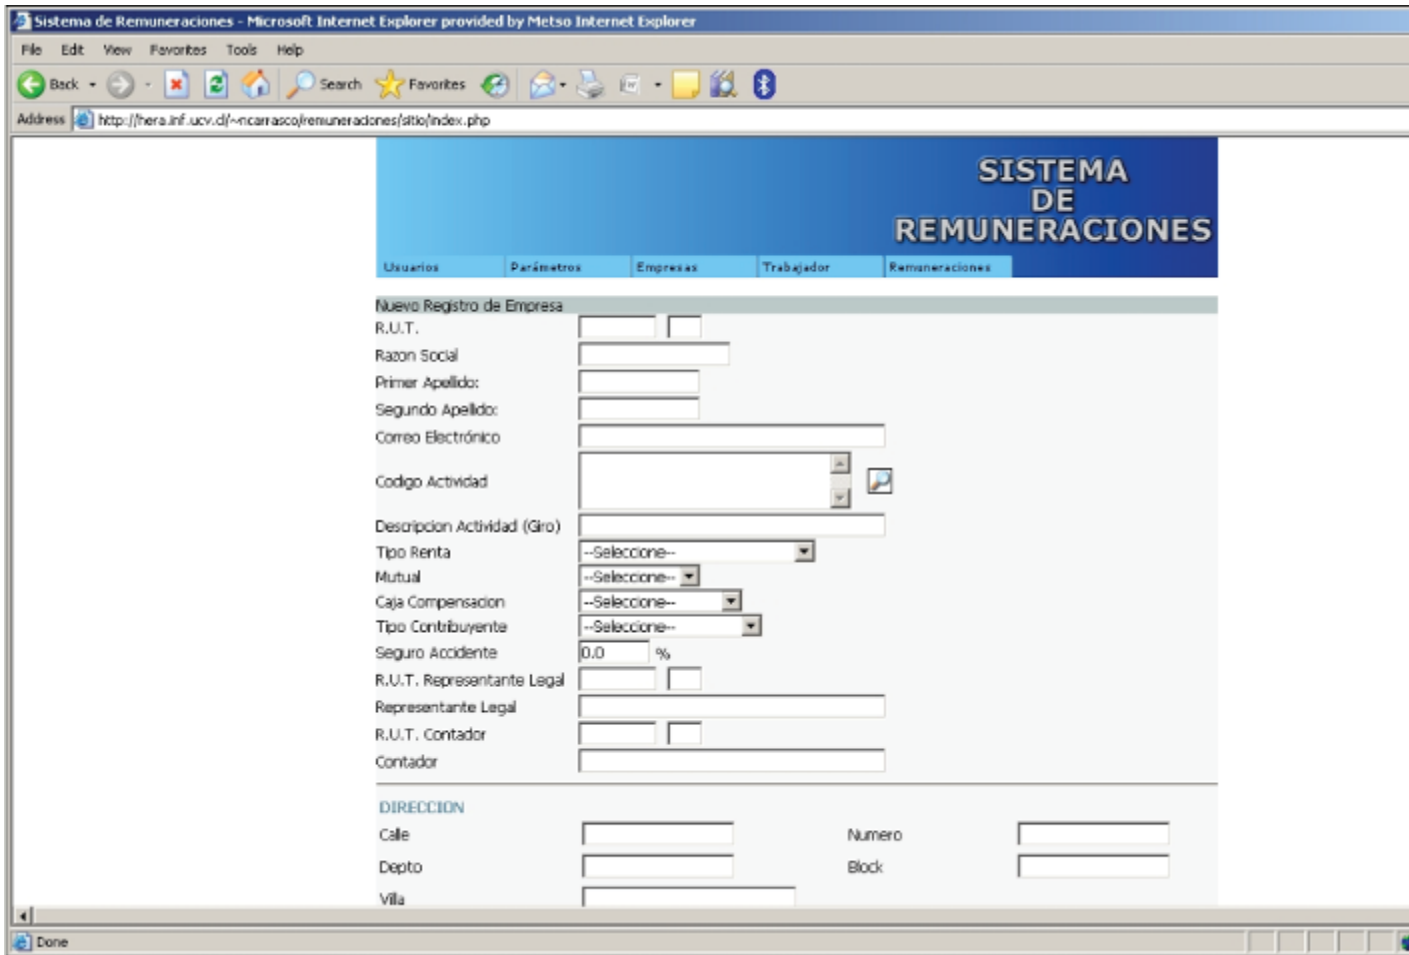 Sistema de Remuneraciones - Microsoft Internet Explorer provided by Metso Internet Explorer
File Edit View Favorites Tools Help
Back Search Favorites
Address http://hera.inf.ucv.cl/~ncarrasco/remuneraciones/sitio/index.php
SISTEMA
DE
REMUNERACIONES
Usuarios Parámetros Empresas Trabajador Remuneraciones
Nuevo Registro de Empresa
R.U.T.
Razon Social
Primer Apellido:
Segundo Apellido:
Correo Electrónico
Codigo Actividad
Descripcion Actividad (Giro)
Tipo Renta --Seleccione--
Mutual --Seleccione--
Caja Compensacion --Seleccione--
Tipo Contribuyente --Seleccione--
Seguro Accidente 0.0 %
R.U.T. Representante Legal
Representante Legal
R.U.T. Contador
Contador
DIRECCION
Calle Numero
Depto Block
Villa
Done